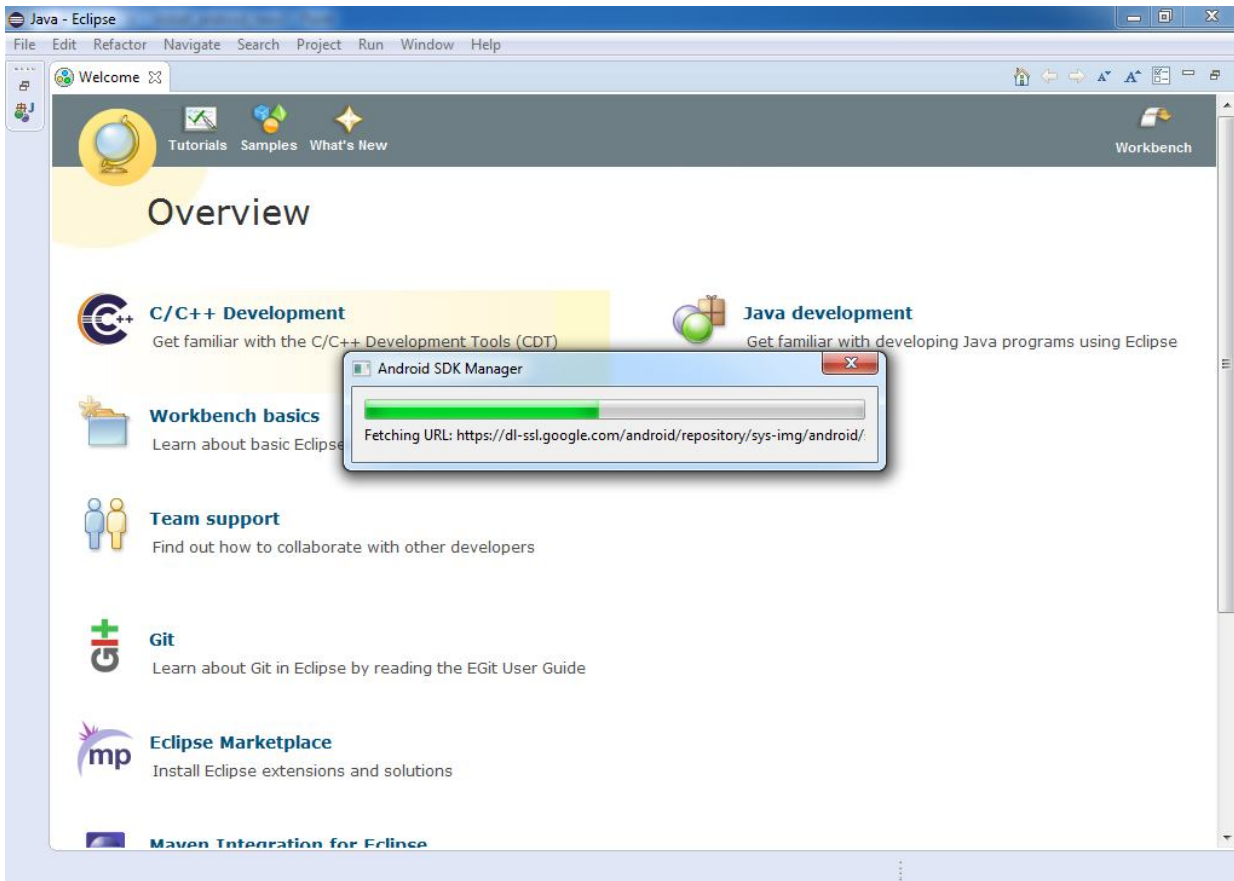 Java - Eclipse
File Edit Refactor Navigate Search Project Run Window Help
Welcome
Tutorials Samples What's New
Workbench
Overview
C/C++ Development
Get familiar with the C/C++ Development Tools (CDT)
Java development
Get familiar with developing Java programs using Eclipse
Android SDK Manager
Fetching URL: https://dl-ssl.google.com/android/repository/sys-img/android/
Workbench basics
Learn about basic Eclipse
Team support
Find out how to collaborate with other developers
Git
Git
Learn about Git in Eclipse by reading the EGit User Guide
mp
Eclipse Marketplace
Install Eclipse extensions and solutions
Maven Integration for Eclipse